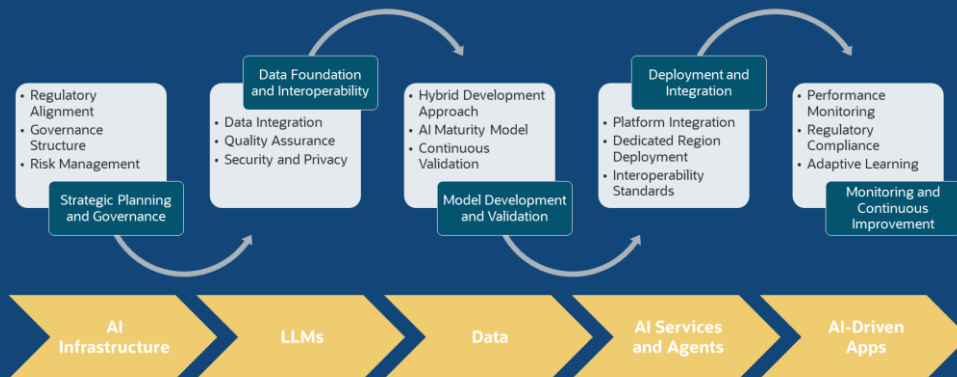 • Regulatory
Alignment
• Governance
Structure
• Risk Management
Strategic Planning
and Governance
Data Foundation
and Interoperability
• Data Integration
• Quality Assurance
• Security and Privacy
• Hybrid Development
Approach
• AI Maturity Model
• Continuous
Validation
Model Development
and Validation
Deployment and
Integration
• Platform Integration
• Dedicated Region
Deployment
• Interoperability
Standards
• Performance
Monitoring
• Regulatory
Compliance
• Adaptive Learning
Monitoring and
Continuous
Improvement
AI
Infrastructure
LLMs
Data
AI Services
and Agents
AI-Driven
Apps